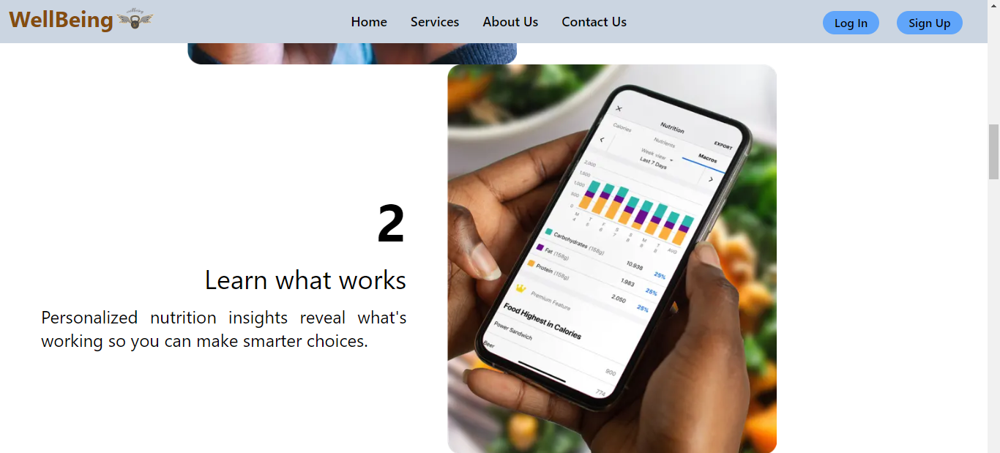 WellBeing
Home Services About Us Contact Us
Log In Sign Up
2
Learn what works
Personalized nutrition insights reveal what's
working so you can make smarter choices.
Nutrition
EXPORT
Calories Nutrients Macros
Week view
Last 7 Days
2,000
1,500
1,000
500
0
M T F S S M T AVG
Carbohydrates (158g) 10.938 25%
Fat (158g) 1.983 25%
Protein (158g) 2.050 25%
Premium Feature
Food Highest in Calories
Power Sandwich 900
Beer 774